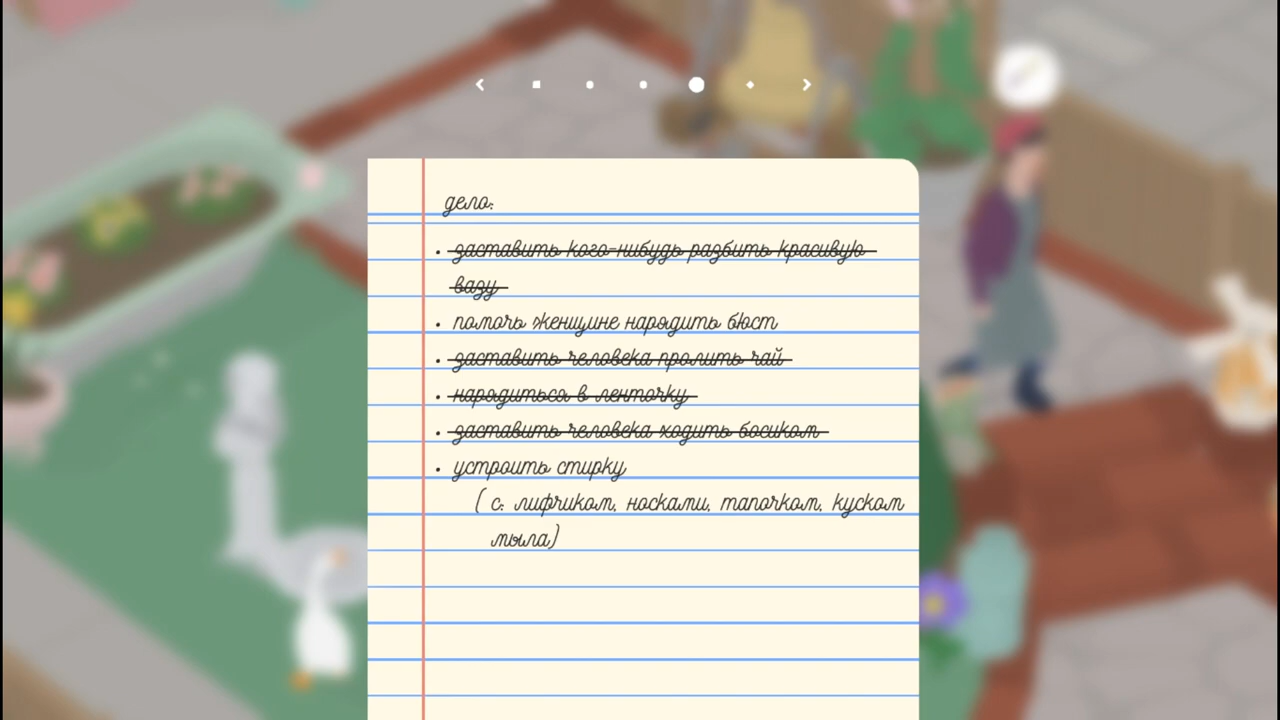 дело:
• заставить кого-нибудь разбить красивую
вазу
• помочь женщине нарядить бюст
• заставить человека пролить чай
• нарядиться в ленточку
• заставить человека ходить босиком
• устроить стирку
( с: лифчиком, носками, тапочком, куском
мыла)